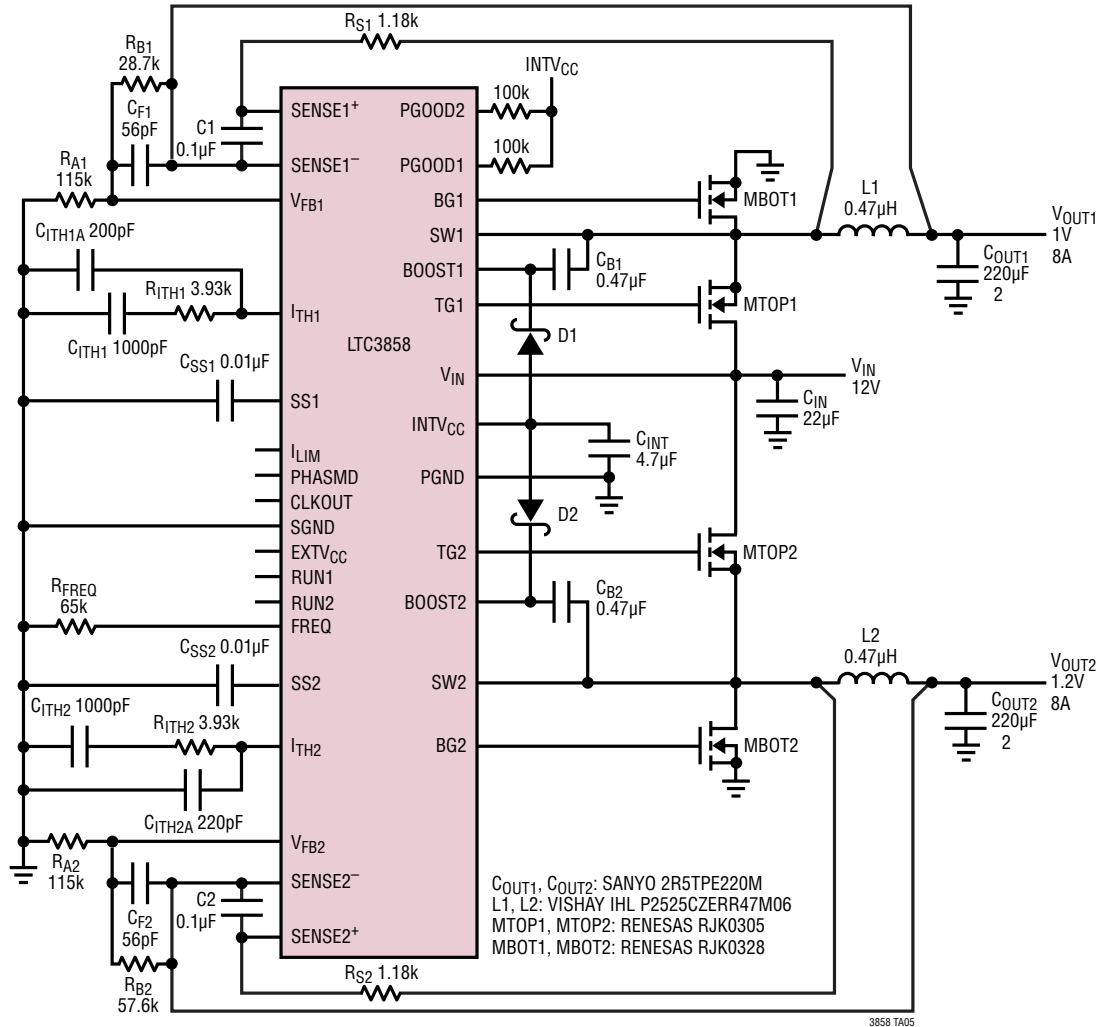 RS1 1.18k
RB1
28.7k
CF1
56pF
C1
0.1µF
RA1
115k
CITH1A 200pF
RITH1 3.93k
CITH1 1000pF
CSS1 0.01µF
RFREQ
65k
CSS2 0.01µF
CITH2 1000pF
RITH2 3.93k
CITH2A 220pF
RA2
115k
CF2
56pF
C2
0.1µF
RB2
57.6k
RS2 1.18k
SENSE1+
SENSE1–
VFB1
ITH1
LTC3858
SS1
ILIM
PHASMD
CLKOUT
SGND
EXTVCC
RUN1
RUN2
FREQ
SS2
ITH2
VFB2
SENSE2–
SENSE2+
PGOOD2
PGOOD1
BG1
SW1
BOOST1
TG1
VIN
INTVCC
PGND
TG2
BOOST2
SW2
BG2
INTVCC
100k
100k
MBOT1
L1
0.47µH
VOUT1
1V
8A
COUT1
220µF
2
CB1
0.47µF
MTOP1
D1
VIN
12V
CIN
22µF
CINT
4.7µF
D2
MTOP2
CB2
0.47µF
L2
0.47µH
VOUT2
1.2V
8A
COUT2
220µF
2
MBOT2
COUT1, COUT2: SANYO 2R5TPE220M
L1, L2: VISHAY IHL P2525CZERR47M06
MTOP1, MTOP2: RENESAS RJK0305
MBOT1, MBOT2: RENESAS RJK0328
3858 TA05